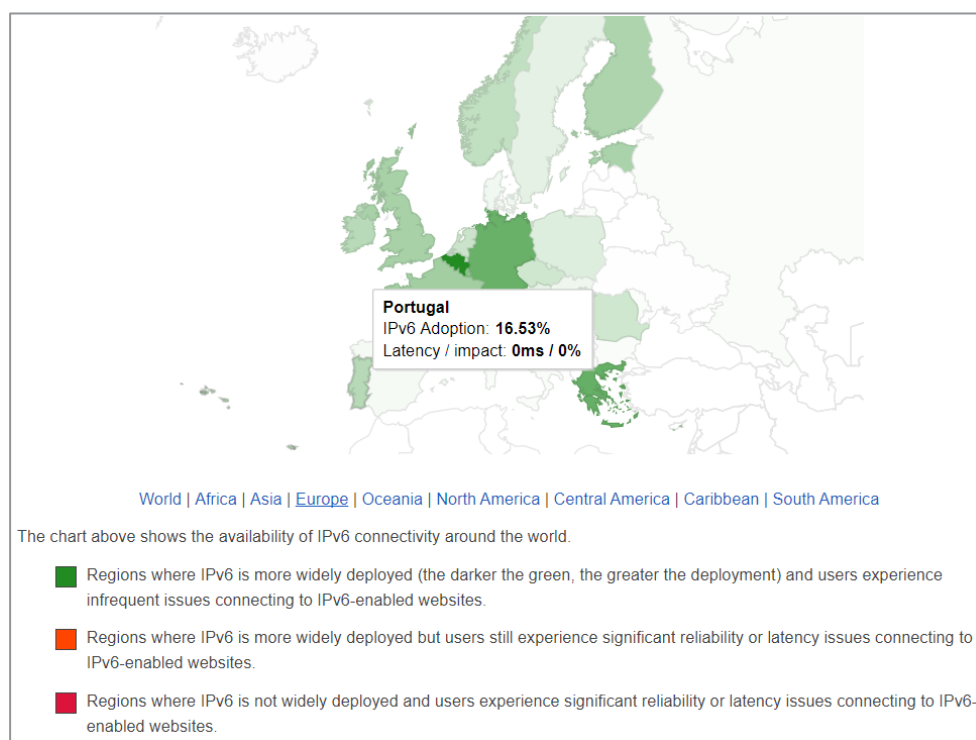 Portugal
IPv6 Adoption: 16.53%
Latency / impact: 0ms / 0%
World | Africa | Asia | Europe | Oceania | North America | Central America | Caribbean | South America
The chart above shows the availability of IPv6 connectivity around the world.
Regions where IPv6 is more widely deployed (the darker the green, the greater the deployment) and users experience
infrequent issues connecting to IPv6-enabled websites.
Regions where IPv6 is more widely deployed but users still experience significant reliability or latency issues connecting to
IPv6-enabled websites.
Regions where IPv6 is not widely deployed and users experience significant reliability or latency issues connecting to IPv6-
enabled websites.